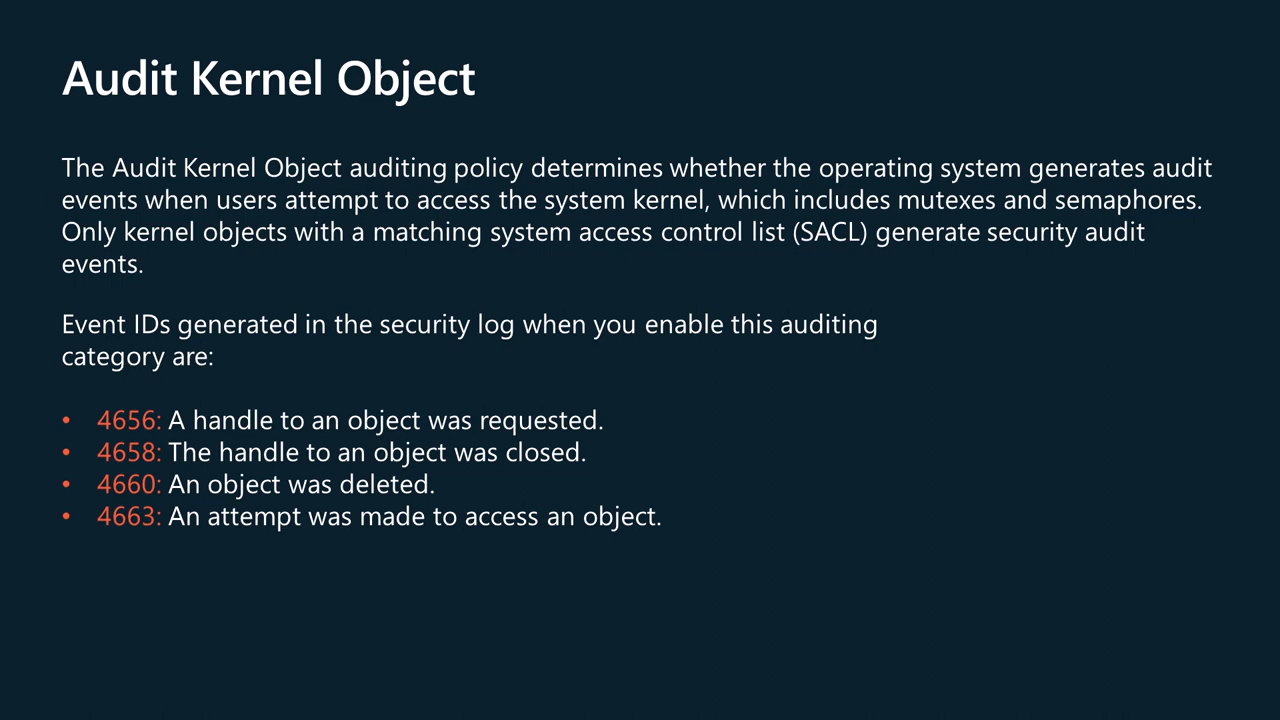 Audit Kernel Object
The Audit Kernel Object auditing policy determines whether the operating system generates audit
events when users attempt to access the system kernel, which includes mutexes and semaphores.
Only kernel objects with a matching system access control list (SACL) generate security audit
events.
Event IDs generated in the security log when you enable this auditing
category are:
• 4656: A handle to an object was requested.
• 4658: The handle to an object was closed.
• 4660: An object was deleted.
• 4663: An attempt was made to access an object.